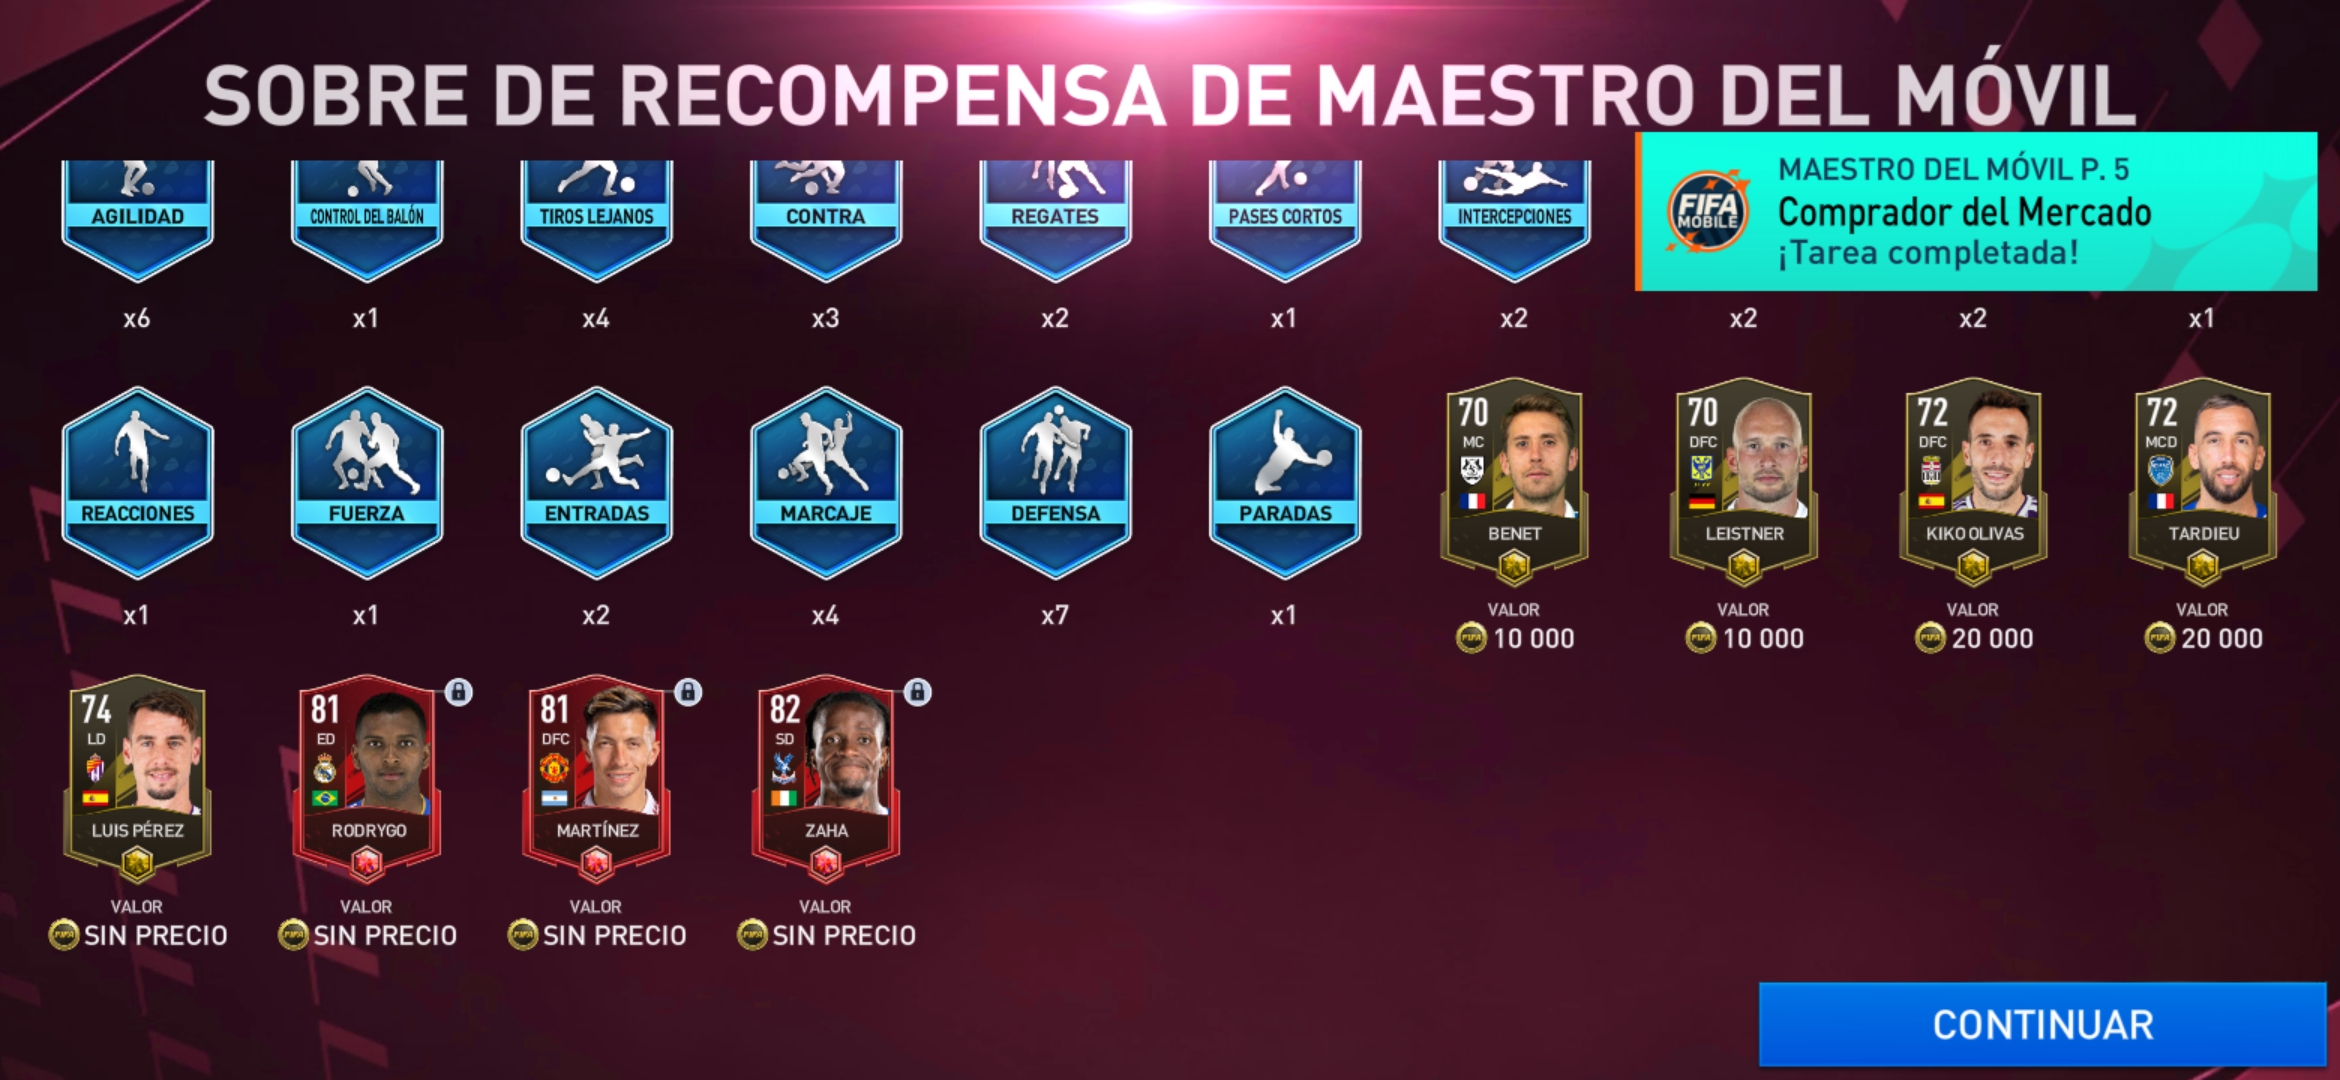 SOBRE DE RECOMPENSA DE MAESTRO DEL MÓVIL
FIFA MOBILE
MAESTRO DEL MÓVIL P. 5
Comprador del Mercado
¡Tarea completada!
AGILIDAD CONTROL DEL BALÓN TIROS LEJANOS CONTRA REGATES PASES CORTOS INTERCEPCIONES
x6 x1 x4 x3 x2 x1 x2 x2 x2 x1
70 70 72 72
MC DFC DFC MCD
REACCIONES FUERZA ENTRADAS MARCAJE DEFENSA PARADAS
BENET LEISTNER KIKO OLIVAS TARDIEU
x1 x1 x2 x4 x7 x1
VALOR VALOR VALOR VALOR
10 000 10 000 20 000 20 000
74 81 81 82
LD ED DFC SD
LUIS PÉREZ RODRYGO MARTÍNEZ ZAHA
VALOR VALOR VALOR VALOR
SIN PRECIO SIN PRECIO SIN PRECIO SIN PRECIO
CONTINUAR